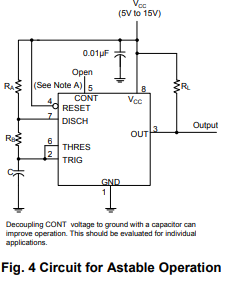 VCC
(5V to 15V)
0.01µF
Open
RA
(See Note A)
5
8
RL
CONT
VCC
4
RESET
7
DISCH
RB
OUT
3
Output
6
THRES
2
TRIG
C
GND
1
Decoupling CONT voltage to ground with a capacitor can
improve operation. This should be evaluated for individual
applications.
Fig. 4 Circuit for Astable Operation